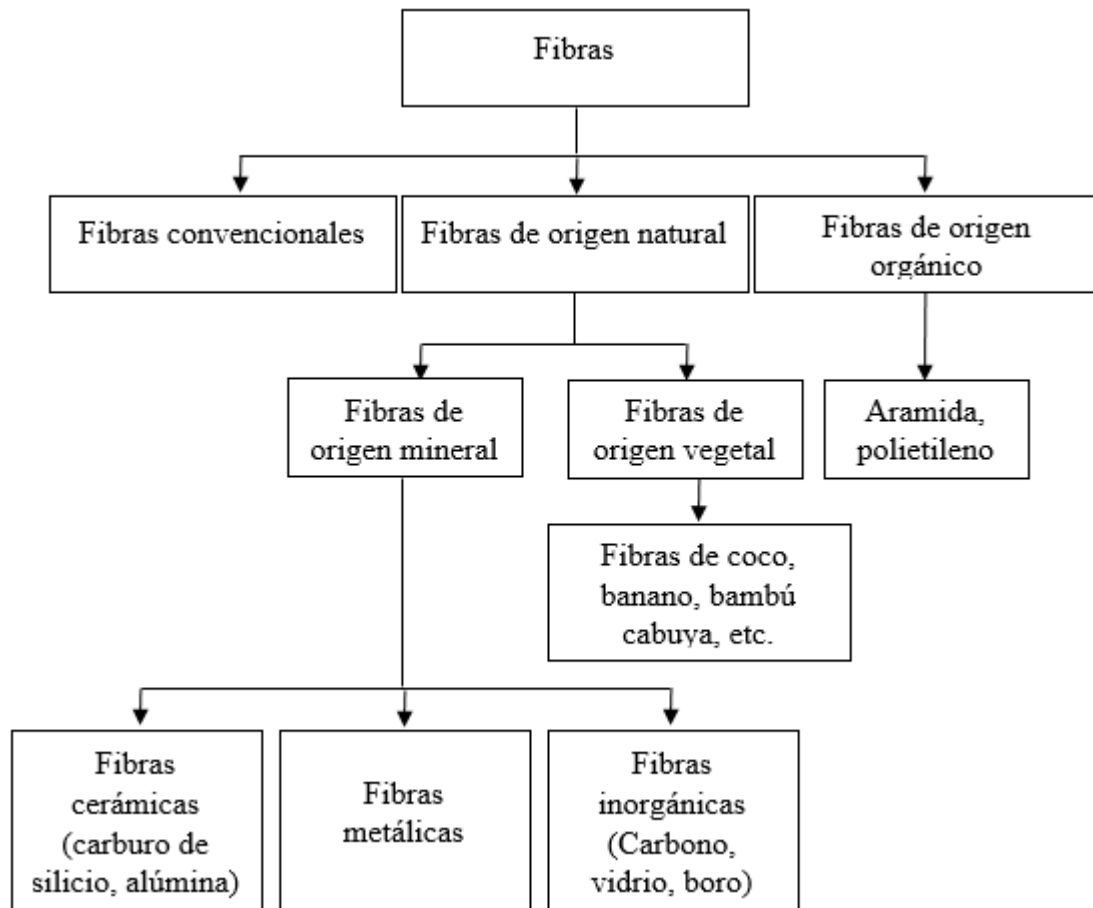 Fibras
Fibras convencionales
Fibras de origen natural
Fibras de origen
orgánico
Fibras de
origen mineral
Fibras de
origen vegetal
Aramida,
polietileno
Fibras de coco,
banano, bambú
cabuya, etc.
Fibras
cerámicas
(carburo de
silicio, alúmina)
Fibras
metálicas
Fibras
inorgánicas
(Carbono,
vidrio, boro)